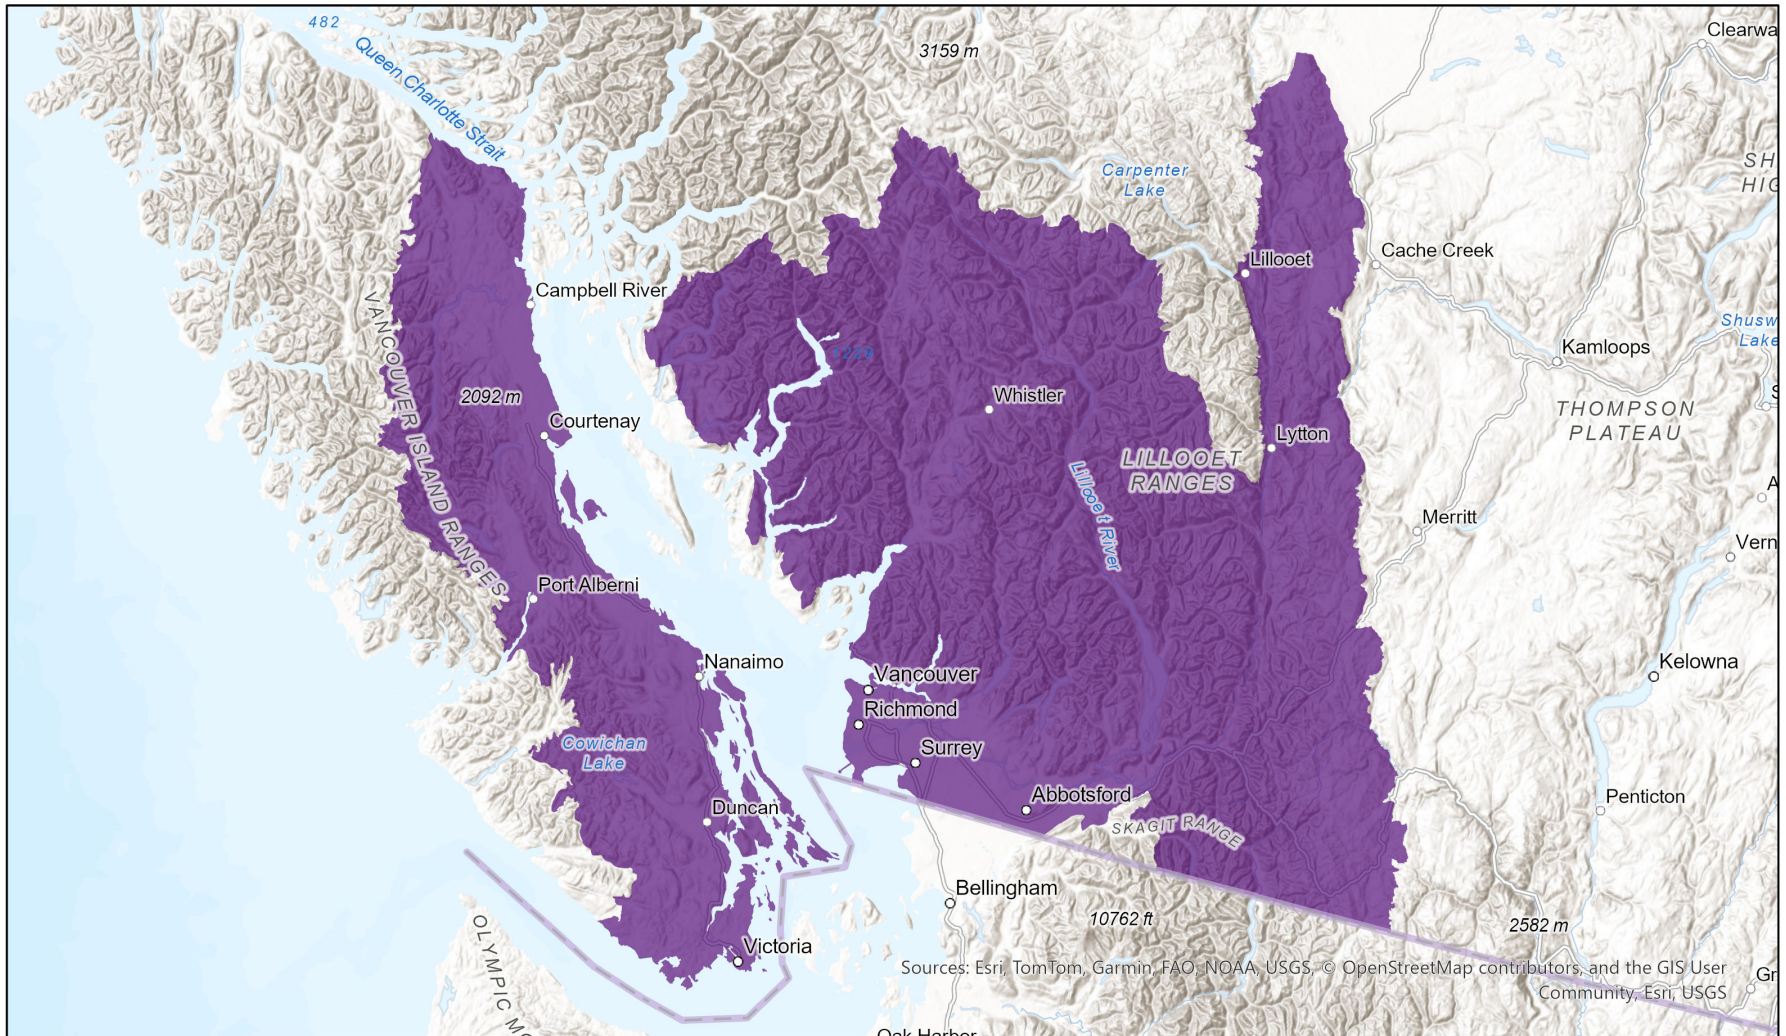 482
Queen Charlotte Strait
3159 m
Clearwa
SH
HIG
Carpenter
Lake
Lillooet
Cache Creek
Campbell River
Shusw
Lake
Kamloops
1229
VANCOUVER ISLAND RANGES
2092 m
Whistler
S
THOMPSON
PLATEAU
Courtenay
Lytton
LILLOOET
RANGES
A
Lillooet River
Merritt
Vern
Port Alberni
Nanaimo
Kelowna
Vancouver
Richmond
Surrey
Cowichan
Lake
Abbotsford
Penticton
Duncan
SKAGIT RANGE
Bellingham
10762 ft
2582 m
OLYMPIC MO
Victoria
Sources: Esri, TomTom, Garmin, FAO, NOAA, USGS, © OpenStreetMap contributors, and the GIS User
Community, Esri, USGS
Gr
Oak Harbor